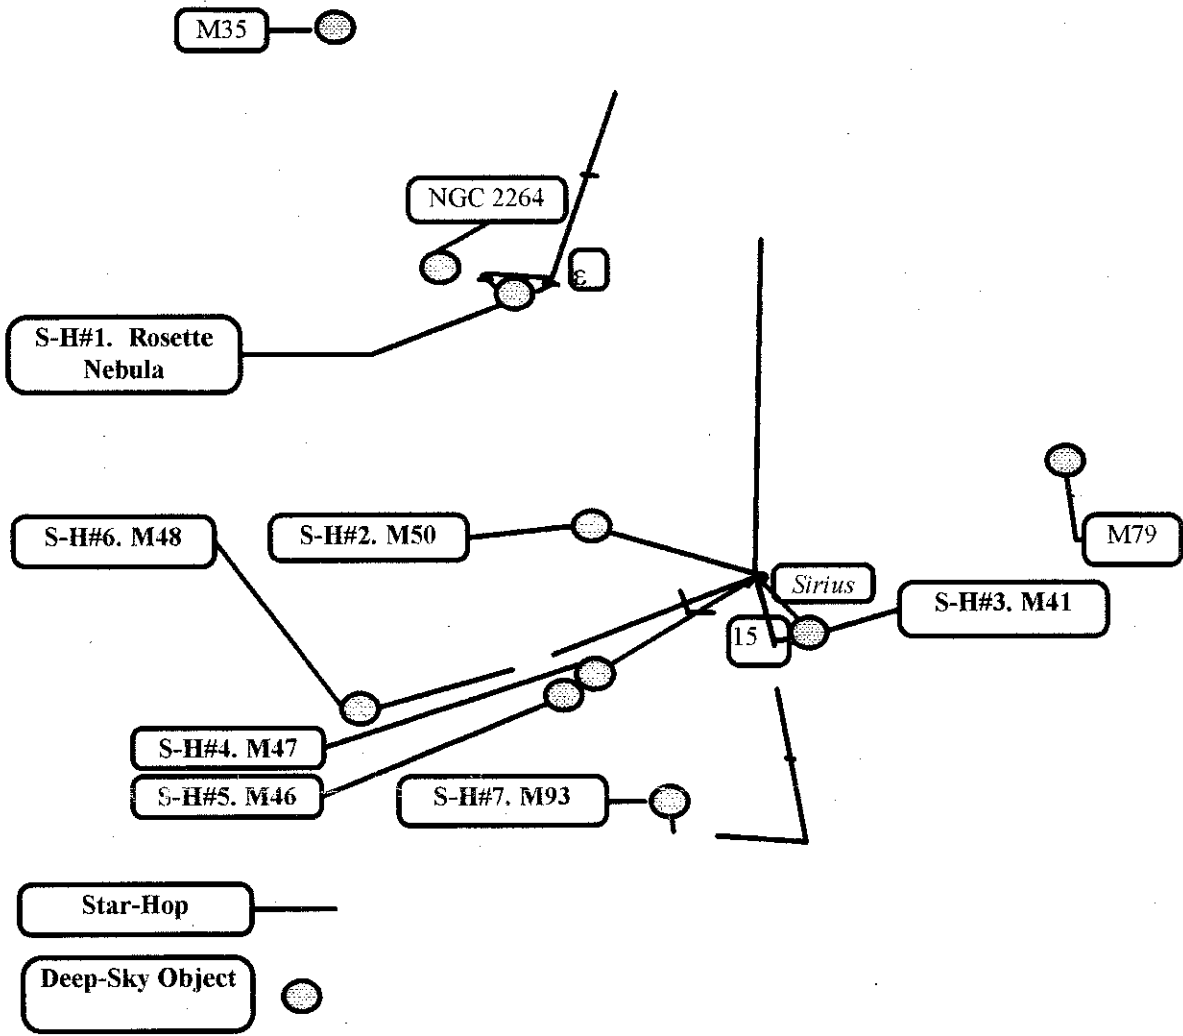 M35
NGC 2264
ε
S-H#1. Rosette
Nebula
S-H#6. M48
S-H#2. M50
M79
Sirius
S-H#3. M41
15
S-H#4. M47
S-H#5. M46
S-H#7. M93
Star-Hop
Deep-Sky Object